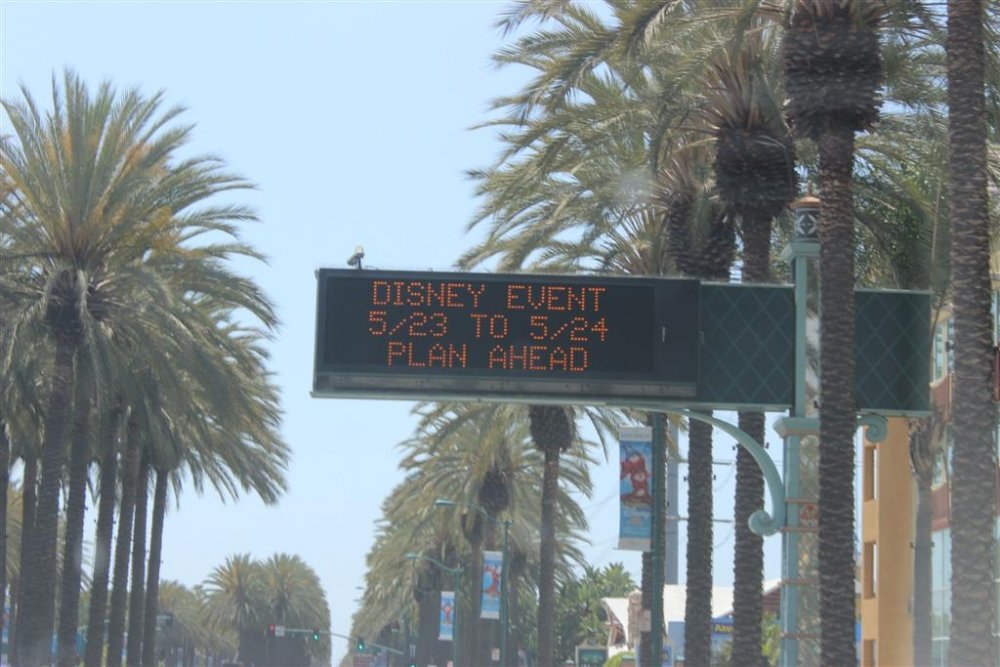 DISNEY EVENT
5/23 TO 5/24
PLAN AHEAD